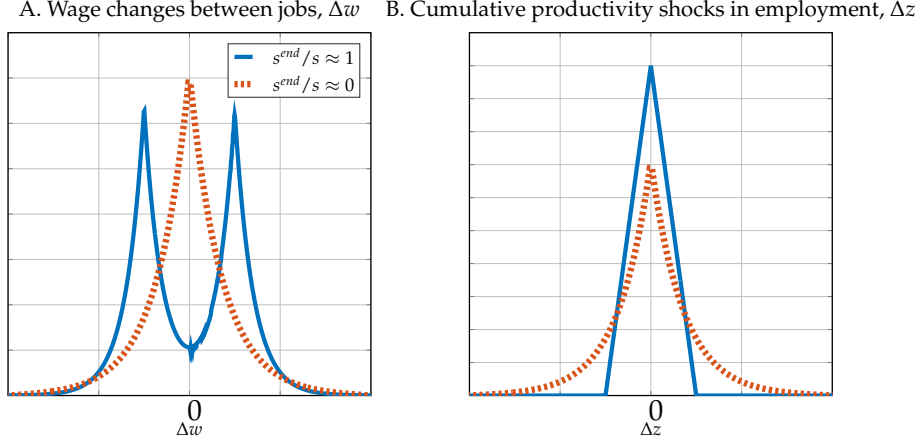 A. Wage changes between jobs, Δw
B. Cumulative productivity shocks in employment, Δz
s^{end}/s ≈ 1
s^{end}/s ≈ 0
0
Δw
0
Δz